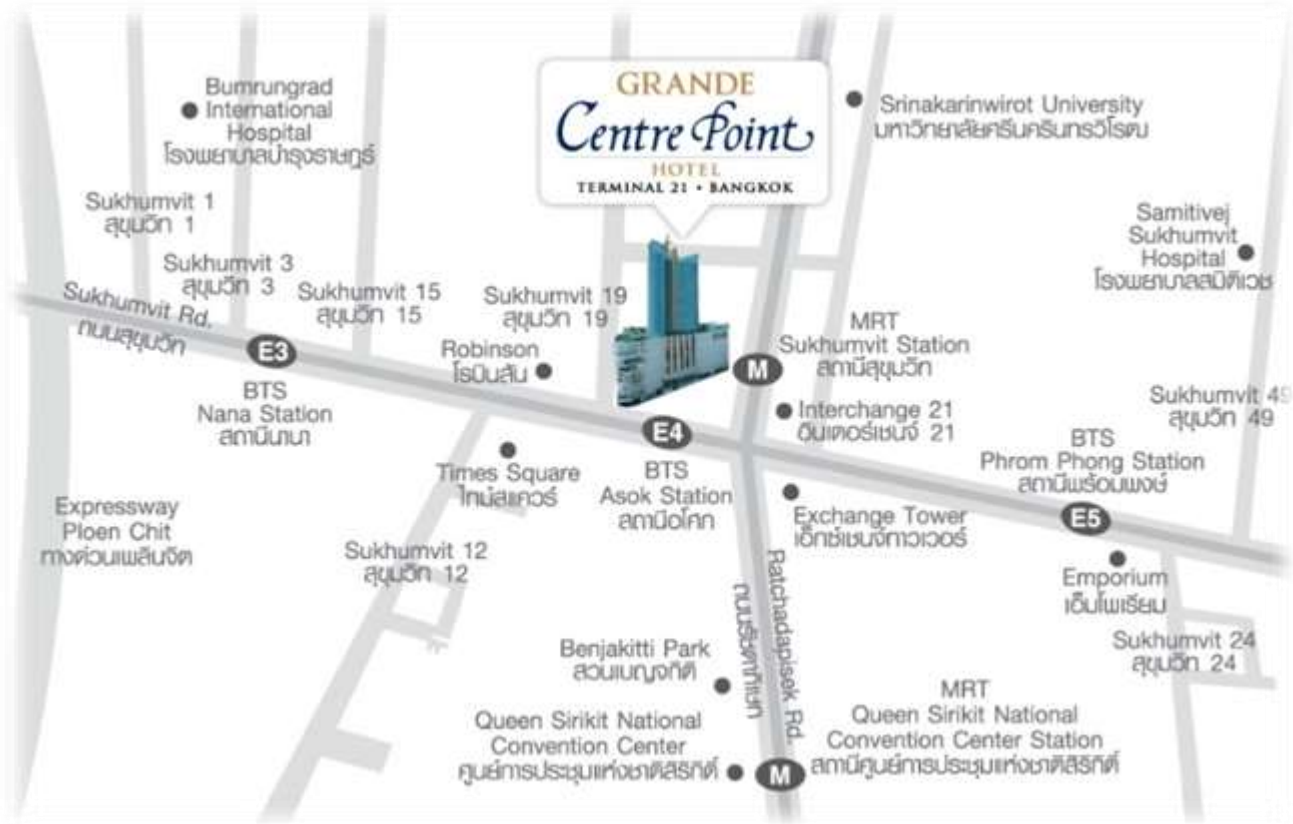 GRANDE
Centre Point
HOTEL
TERMINAL 21 • BANGKOK
Bumrungrad
International
Hospital
โรงพยาบาลบำรุงราษฎร์
Srinakarinwirot University
มหาวิทยาลัยศรีนครินทรวิโรฒ
Sukhumvit 1
สุขุมวิท 1
Sukhumvit 3
สุขุมวิท 3
Sukhumvit 15
สุขุมวิท 15
Sukhumvit 19
สุขุมวิท 19
Samitivej
Sukhumvit
Hospital
โรงพยาบาลสมิติเวช
Sukhumvit Rd.
ถนนสุขุมวิท
E3
BTS
Nana Station
สถานีนานา
Robinson
โรบินสัน
MRT
Sukhumvit Station
สถานีสุขุมวิท
M
Interchange 21
อินเตอร์เชนจ์ 21
Sukhumvit 49
สุขุมวิท 49
E4
BTS
Asok Station
สถานีอโศก
Times Square
ไทม์สแควร์
BTS
Phrom Phong Station
สถานีพร้อมพงษ์
E5
Expressway
Ploen Chit
ทางด่วนเพลินจิต
Sukhumvit 12
สุขุมวิท 12
Exchange Tower
เอ็กซ์เชนจ์ทาวเวอร์
Emporium
เอ็มโพเรียม
Sukhumvit 24
สุขุมวิท 24
Ratchadapisek Rd.
ถนนรัชดาภิเษก
Benjakitti Park
สวนเบญจกิติ
Queen Sirikit National
Convention Center
ศูนย์การประชุมแห่งชาติสิริกิติ์
M
MRT
Queen Sirikit National
Convention Center Station
สถานีศูนย์การประชุมแห่งชาติสิริกิติ์